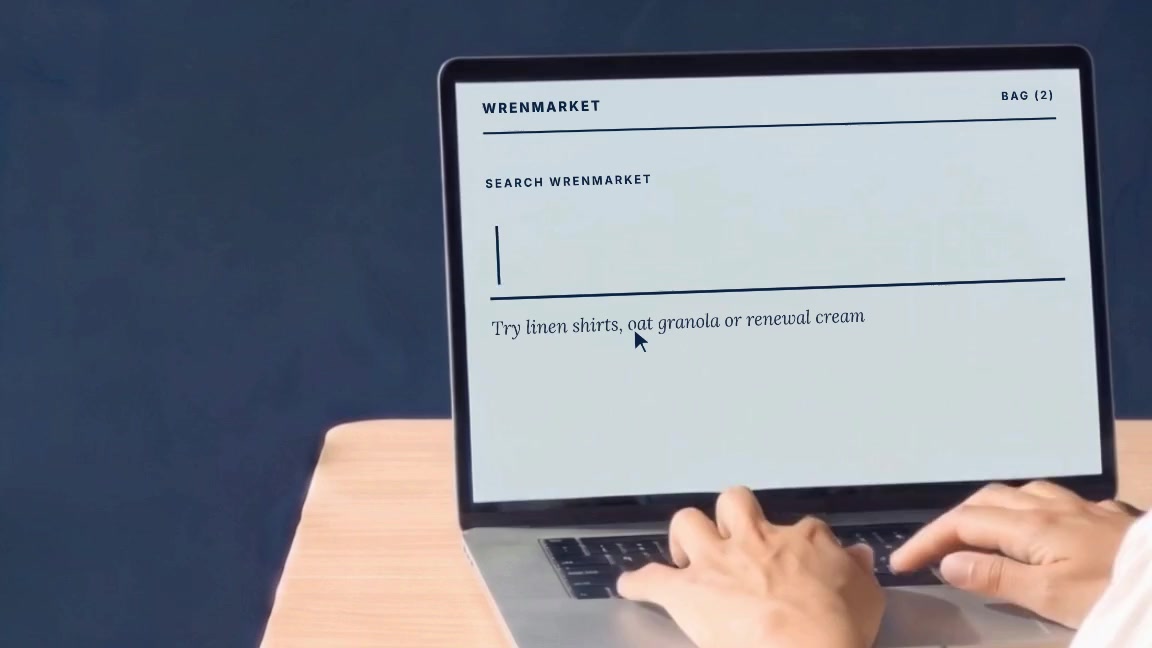 WRENMARKET
BAG (2)
SEARCH WRENMARKET
Try linen shirts, oat granola or renewal cream